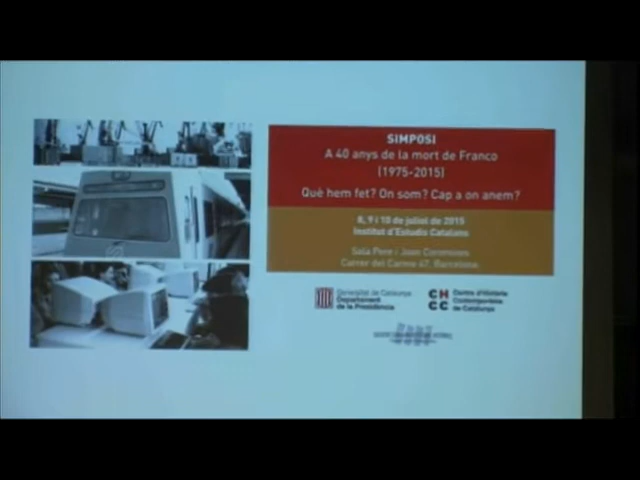 SIMPOSI
A 40 anys de la mort de Franco
(1975-2015)
Què hem fet? On som? Cap a on anem?
8, 9 i 10 de juliol de 2015
Institut d'Estudis Catalans
Sala Pere i Joan Coromines
Carrer del Carme 47. Barcelona
Generalitat de Catalunya
Departament
de la Presidència
CH
CC
Centre d'Història
Contemporània
de Catalunya